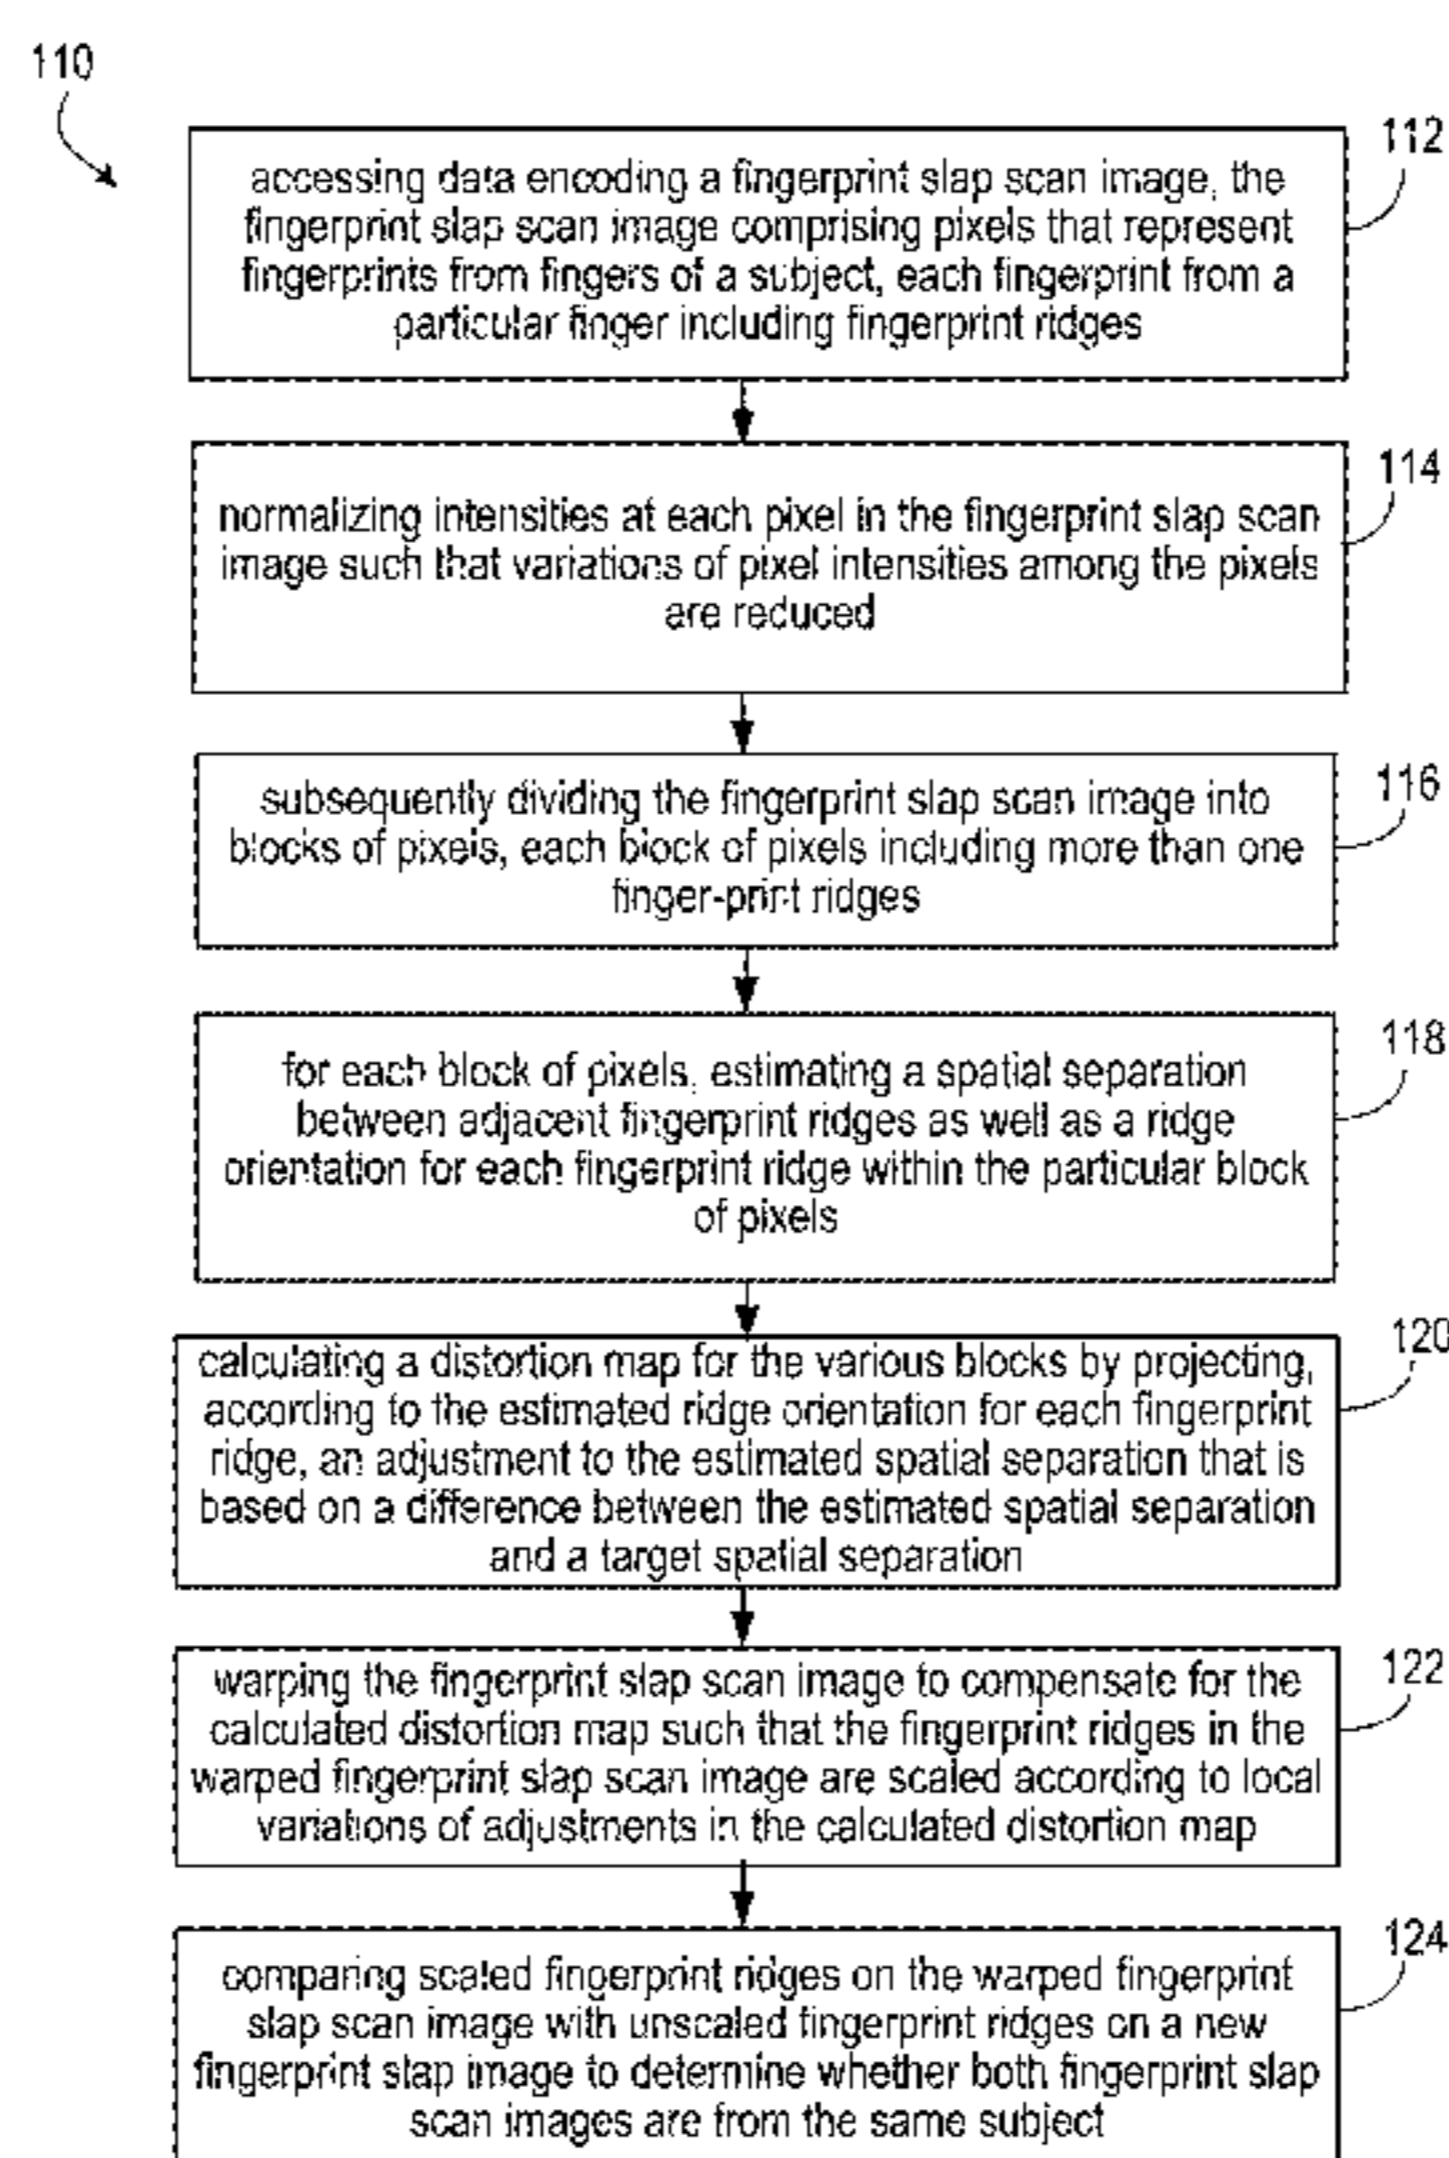 110
112
accessing data encoding a fingerprint slap scan image, the
fingerprint slap scan image comprising pixels that represent
fingerprints from fingers of a subject, each fingerprint from a
particular finger including fingerprint ridges
114
normalizing intensities at each pixel in the fingerprint slap scan
image such that variations of pixel intensities among the pixels
are reduced
116
subsequently dividing the fingerprint slap scan image into
blocks of pixels, each block of pixels including more than one
finger-print ridges
118
for each block of pixels, estimating a spatial separation
between adjacent fingerprint ridges as well as a ridge
orientation for each fingerprint ridge within the particular block
of pixels
120
calculating a distortion map for the various blocks by projecting,
according to the estimated ridge orientation for each fingerprint
ridge, an adjustment to the estimated spatial separation that is
based on a difference between the estimated spatial separation
and a target spatial separation
122
warping the fingerprint slap scan image to compensate for the
calculated distortion map such that the fingerprint ridges in the
warped fingerprint slap scan image are scaled according to local
variations of adjustments in the calculated distortion map
124
comparing scaled fingerprint ridges on the warped fingerprint
slap scan image with unscaled fingerprint ridges on a new
fingerprint slap image to determine whether both fingerprint slap
scan images are from the same subject